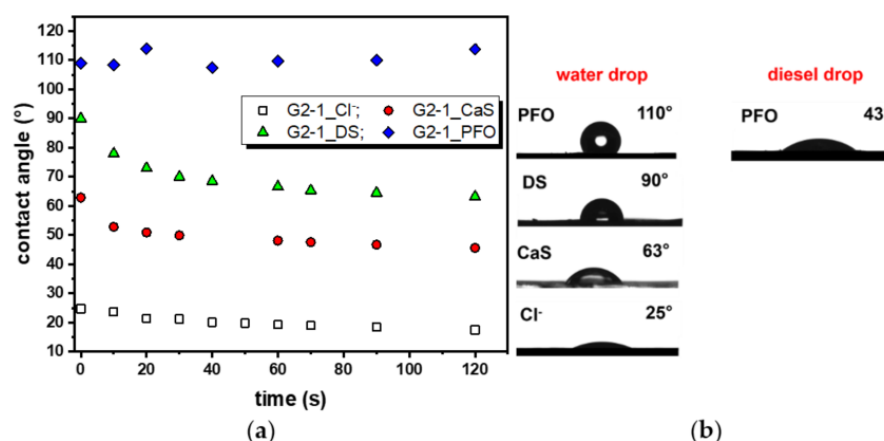 120
110
100
90
80
70
60
50
40
30
20
10
contact angle (°)
G2-1_Cl⁻; G2-1_CaS
G2-1_DS; G2-1_PFO
0 20 40 60 80 100 120
time (s)
(a)
water drop
PFO 110°
DS 90°
CaS 63°
Cl⁻ 25°
diesel drop
PFO 43
(b)